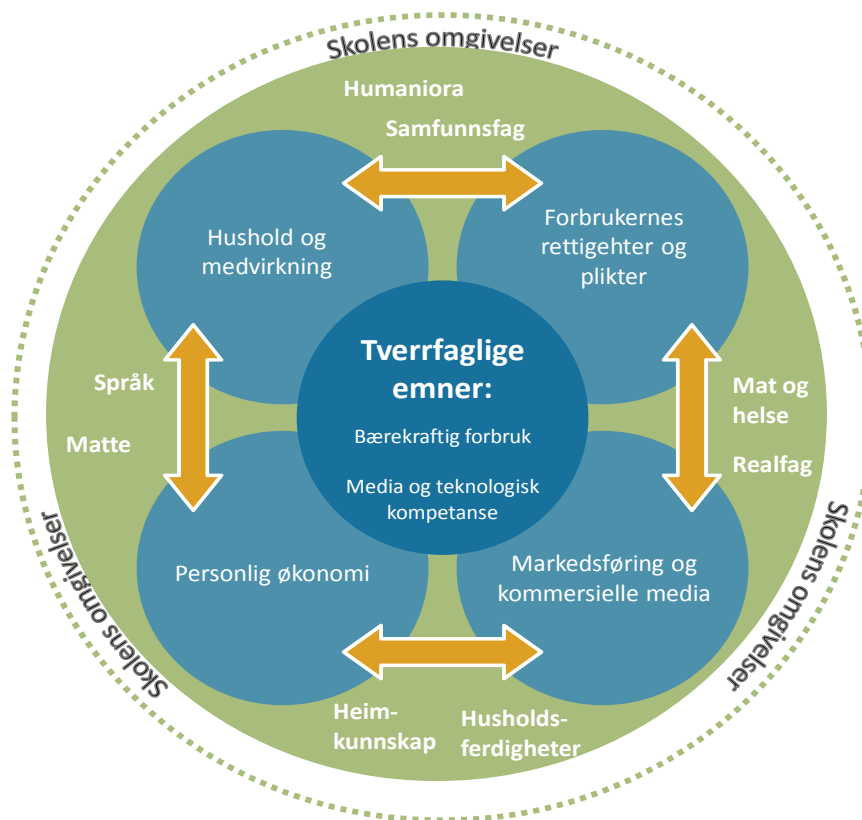 Skolens omgivelser
Humaniora
Samfunnsfag
Hushold og
medvirkning
Forbrukernes
rettigehter og
plikter
Tverrfaglige
emner:
Bærekraftig forbruk
Media og teknologisk
kompetanse
Språk
Matte
Mat og
helse
Realfag
Personlig økonomi
Markedsføring og
kommersielle media
Heim-
kunnskap
Husholds-
ferdigheter
Skolens omgivelser
Skolens omgivelser